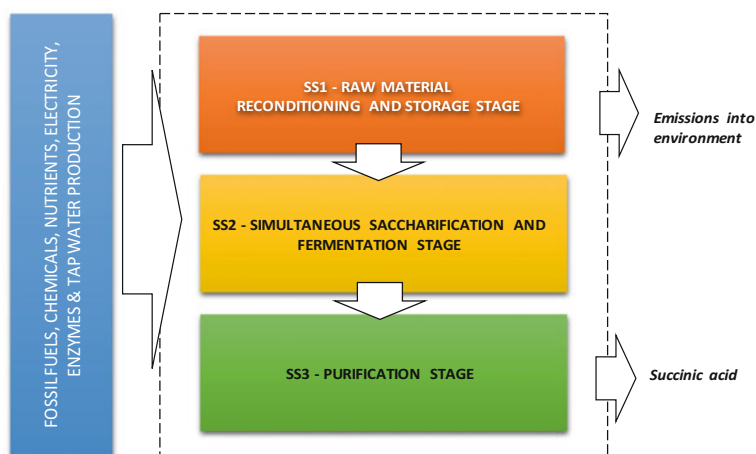 FOSSIL FUELS, CHEMICALS, NUTRIENTS, ELECTRICITY,
ENZYMES & TAP WATER PRODUCTION
SS1 - RAW MATERIAL
RECONDITIONING AND STORAGE STAGE
SS2 - SIMULTANEOUS SACCHARIFICATION AND
FERMENTATION STAGE
SS3 - PURIFICATION STAGE
Emissions into
environment
Succinic acid